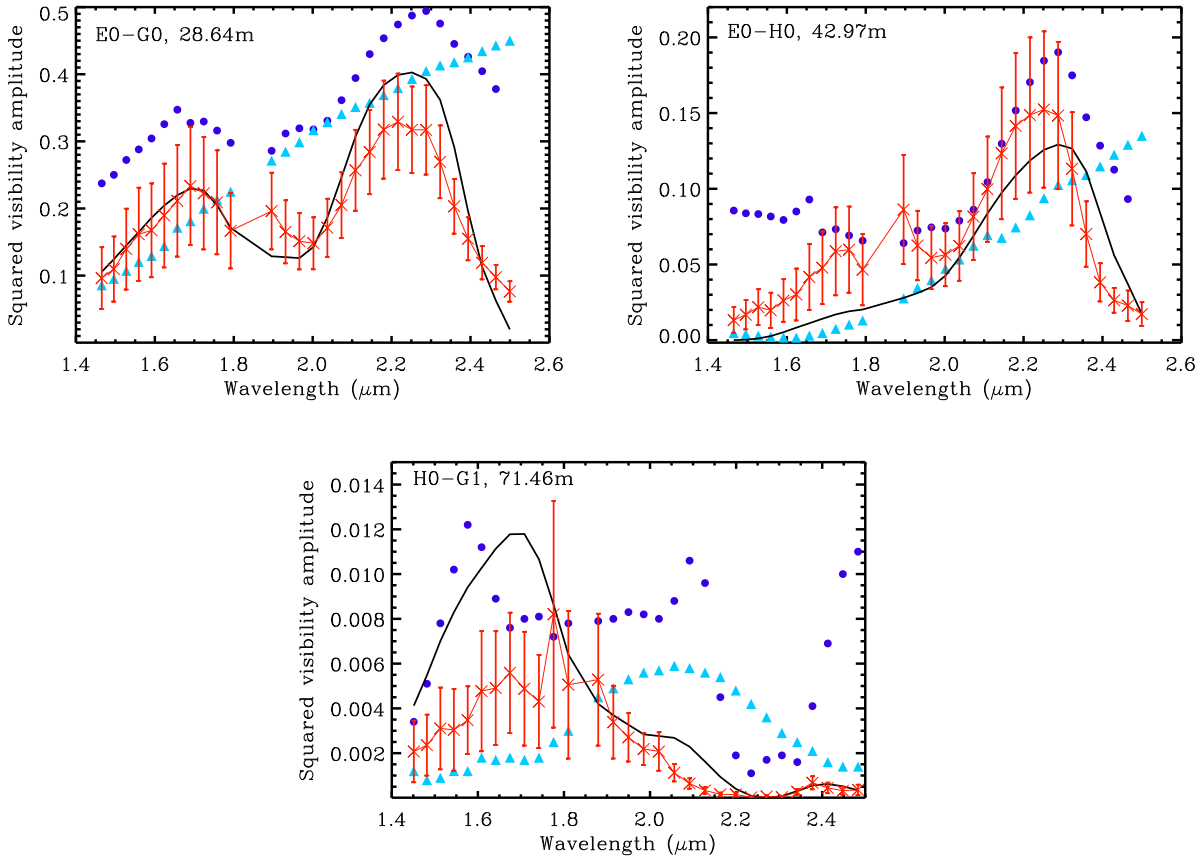 E0−G0, 28.64m
Squared visibility amplitude
0.5
0.4
0.3
0.2
0.1
1.4 1.6 1.8 2.0 2.2 2.4 2.6
Wavelength (μm)
E0−H0, 42.97m
Squared visibility amplitude
0.20
0.15
0.10
0.05
0.00
1.4 1.6 1.8 2.0 2.2 2.4 2.6
Wavelength (μm)
H0−G1, 71.46m
Squared visibility amplitude
0.014
0.012
0.010
0.008
0.006
0.004
0.002
1.4 1.6 1.8 2.0 2.2 2.4
Wavelength (μm)